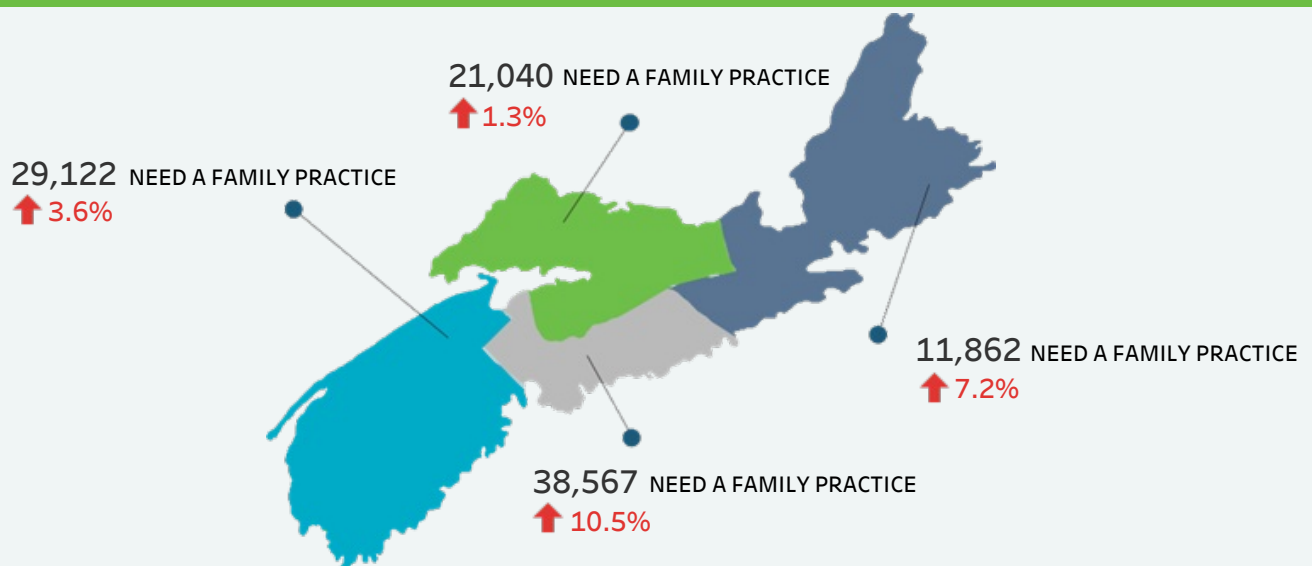 21,040 NEED A FAMILY PRACTICE
1.3%
29,122 NEED A FAMILY PRACTICE
3.6%
11,862 NEED A FAMILY PRACTICE
7.2%
38,567 NEED A FAMILY PRACTICE
10.5%